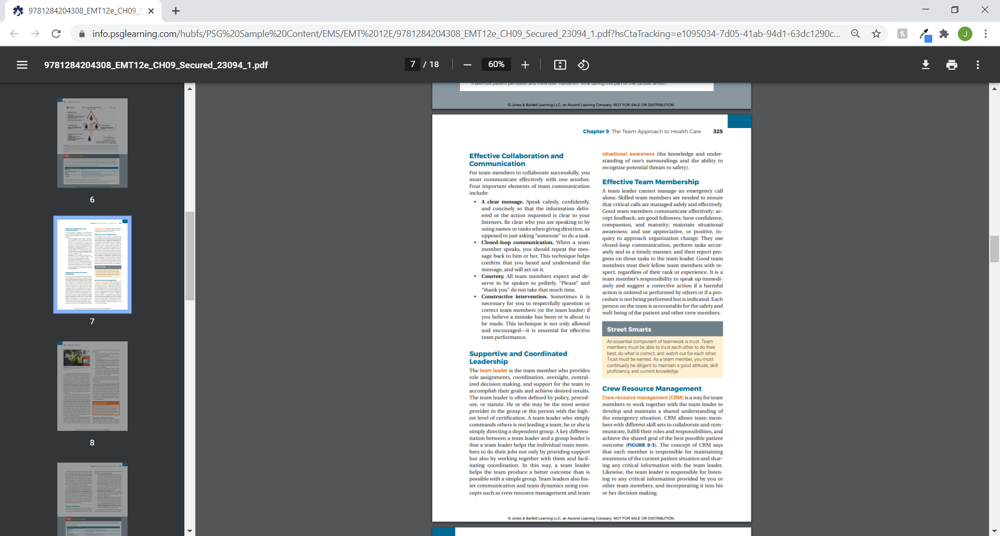 9781284204308_EMT12e_CH09_S
info.psglearning.com/hubfs/PSG%20Sample%20Content/EMS/EMT%2012E/9781284204308_EMT12e_CH09_Secured_23094_1.pdf?hsCtaTracking=e1095034-7d05-41ab-94d1-63dc1290c...
J
9781284204308_EMT12e_CH09_Secured_23094_1.pdf
7 / 18
60%
6
7
8
maximize patient perfusion and minimize "hands-off" time during this part of the cardiac arrest?
© Jones & Bartlett Learning LLC, an Ascend Learning Company. NOT FOR SALE OR DISTRIBUTION.
Chapter 9 The Team Approach to Health Care 325
Effective Collaboration and
Communication
For team members to collaborate successfully, you
must communicate effectively with one another.
Four important elements of team communication
include:
• A clear message. Speak calmly, confidently,
and concisely so that the information deliv-
ered or the action requested is clear to your
listeners. Be clear who you are speaking to by
using names or ranks when giving direction, as
opposed to just asking "someone" to do a task.
• Closed-loop communication. When a team
member speaks, you should repeat the mes-
sage back to him or her. This technique helps
confirm that you heard and understand the
message, and will act on it.
• Courtesy. All team members expect and de-
serve to be spoken to politely. "Please" and
"thank you" do not take that much time.
• Constructive intervention. Sometimes it is
necessary for you to respectfully question or
correct team members (or the team leader) if
you believe a mistake has been or is about to
be made. This technique is not only allowed
and encouraged—it is essential for effective
team performance.
Supportive and Coordinated
Leadership
The team leader is the team member who provides
role assignments, coordination, oversight, central-
ized decision making, and support for the team to
accomplish their goals and achieve desired results.
The team leader is often defined by policy, proced-
ure, or statute. He or she may be the most senior
provider in the group or the person with the high-
est level of certification. A team leader who simply
commands others is not leading a team; he or she is
simply directing a dependent group. A key differen-
tiation between a team leader and a group leader is
that a team leader helps the individual team mem-
bers to do their jobs not only by providing support
but also by working together with them and facil-
itating coordination. In this way, a team leader
helps the team produce a better outcome than is
possible with a simple group. Team leaders also fos-
ter communication and team dynamics using con-
cepts such as crew resource management and team
situational awareness (the knowledge and under-
standing of one's surroundings and the ability to
recognize potential threats to safety).
Effective Team Membership
A team leader cannot manage an emergency call
alone. Skilled team members are needed to ensure
that critical calls are managed safely and effectively.
Good team members communicate effectively; ac-
cept feedback; are good followers; have confidence,
compassion, and maturity; maintain situational
awareness; and use appreciative, or positive, in-
quiry to approach organization change. They use
closed-loop communication, perform tasks accur-
ately and in a timely manner, and then report pro-
gress on those tasks to the team leader. Good team
members treat their fellow team members with re-
spect, regardless of their rank or experience. It is a
team member's responsibility to speak up immedi-
ately and suggest a corrective action if a harmful
action is ordered or performed by others or if a pro-
cedure is not being performed but is indicated. Each
person on the team is accountable for the safety and
well-being of the patient and other crew members.
Street Smarts
An essential component of teamwork is trust. Team
members must be able to trust each other to do their
best, do what is correct, and watch out for each other.
Trust must be earned. As a team member, you must
continually be diligent to maintain a good attitude, skill
proficiency, and current knowledge.
Crew Resource Management
Crew resource management (CRM) is a way for team
members to work together with the team leader to
develop and maintain a shared understanding of
the emergency situation. CRM allows team mem-
bers with different skill sets to collaborate and com-
municate, fulfill their roles and responsibilities, and
achieve the shared goal of the best possible patient
outcome (FIGURE 9-3). The concept of CRM says
that each member is responsible for maintaining
awareness of the current patient situation and shar-
ing any critical information with the team leader.
Likewise, the team leader is responsible for listen-
ing to any critical information provided by you or
other team members, and incorporating it into his
or her decision making.
© Jones & Bartlett Learning LLC, an Ascend Learning Company. NOT FOR SALE OR DISTRIBUTION.